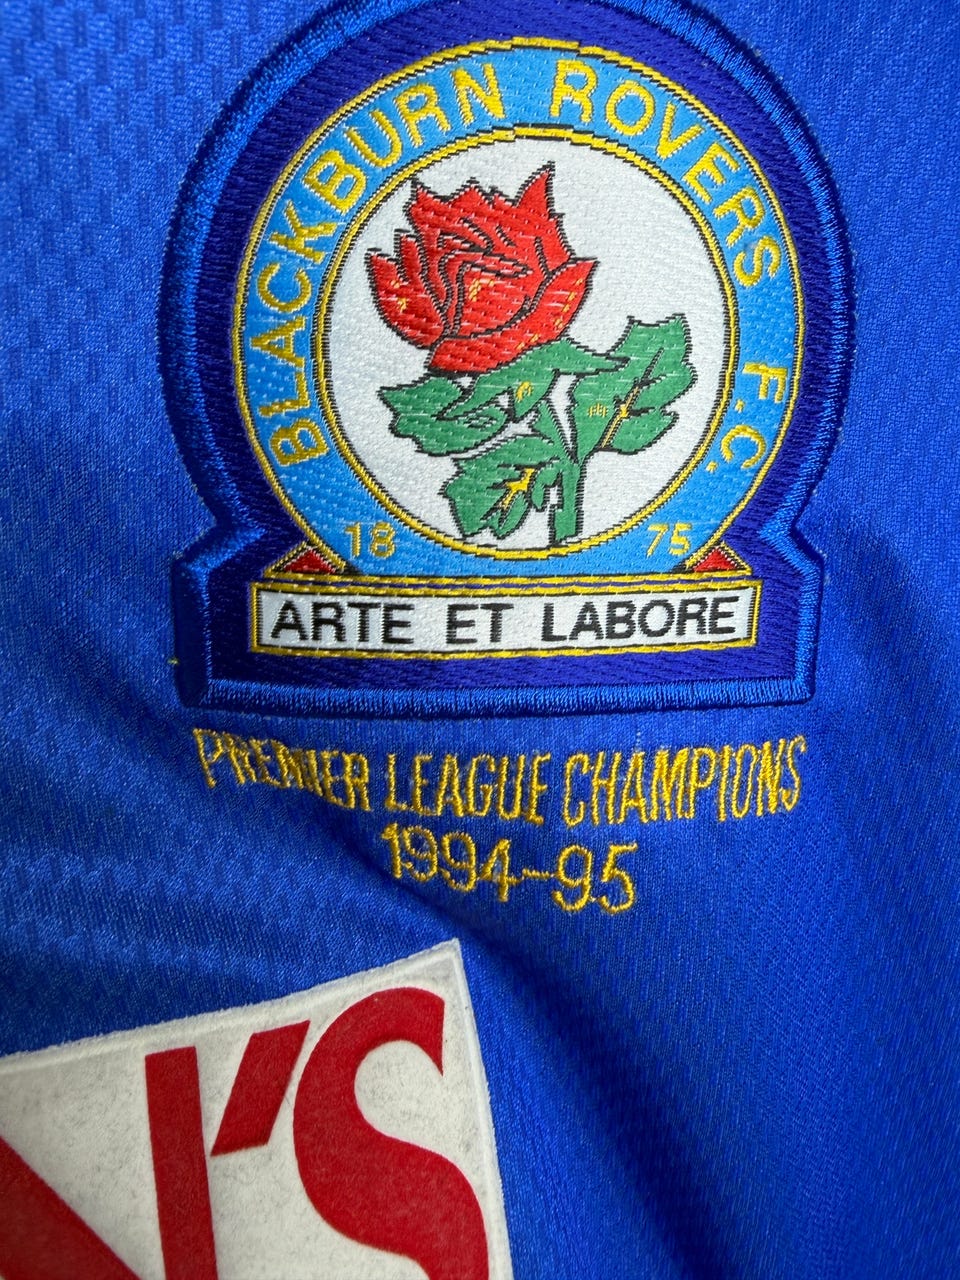 BLACKBURN ROVERS F.C.
18 75
ARTE ET LABORE
PREMIER LEAGUE CHAMPIONS
1994-95
N'S